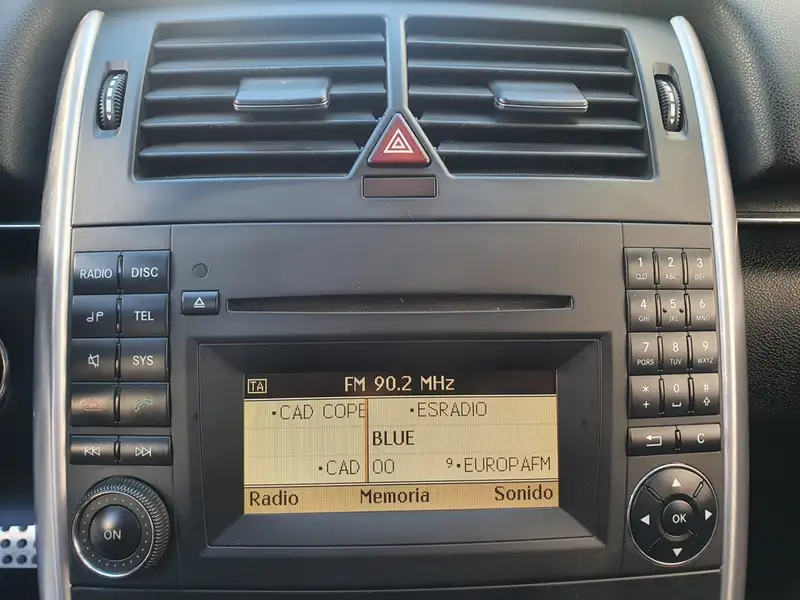 RADIO DISC
TEL
SYS
ON
TA FM 90.2 MHz
•CAD COPE •ESRADIO
BLUE
•CAD 00 9•EUROPAFM
Radio Memoria Sonido
1 2 3
ABC DEF
4 5 6
GHI JKL MNO
7 8 9
PQRS TUV WXYZ
* 0 #
+
C
OK